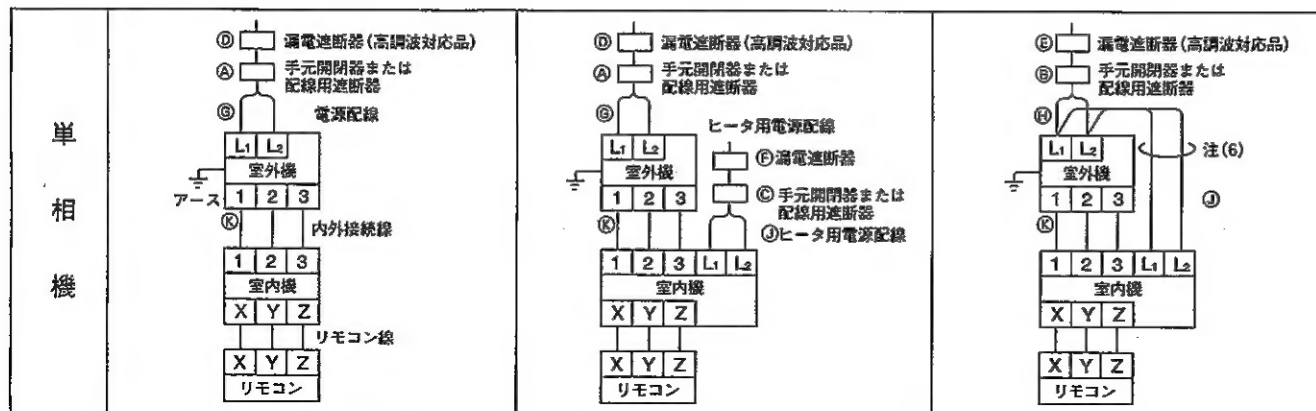 単
相
機
Ⓓ 漏電遮断器(高調波対応品)
Ⓐ 手元開閉器または
配線用遮断器
Ⓖ 電源配線
L₁ L₂
室外機
アース
1 2 3
Ⓚ 内外接続線
1 2 3
室内機
X Y Z
リモコン線
X Y Z
リモコン
Ⓓ 漏電遮断器(高調波対応品)
Ⓐ 手元開閉器または
配線用遮断器
Ⓖ
ヒータ用電源配線
L₁ L₂
Ⓕ漏電遮断器
室外機
1 2 3
Ⓒ 手元開閉器または
配線用遮断器
Ⓚ
Ⓙヒータ用電源配線
1 2 3 L₁ L₂
室内機
X Y Z
X Y Z
リモコン
Ⓔ 漏電遮断器(高調波対応品)
Ⓑ 手元開閉器または
配線用遮断器
Ⓗ
L₁ L₂
注(6)
室外機
1 2 3
Ⓙ
Ⓚ
1 2 3 L₁ L₂
室内機
X Y Z
X Y Z
リモコン